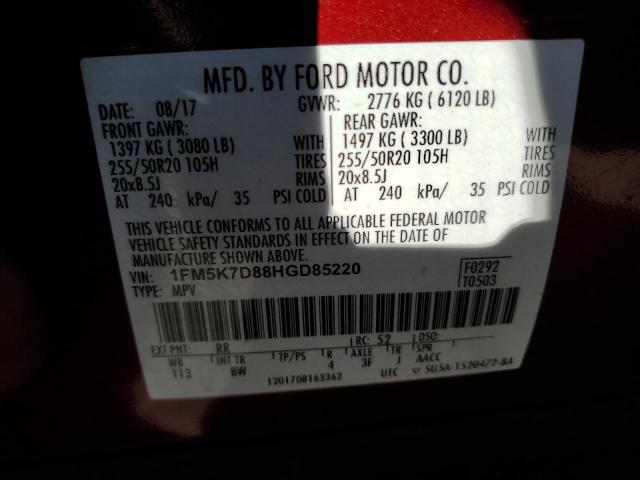 MFD. BY FORD MOTOR CO.
DATE: 08/17 GVWR: 2776 KG ( 6120 LB)
FRONT GAWR: REAR GAWR:
1397 KG ( 3080 LB) WITH 1497 KG ( 3300 LB) WITH
255/50R20 105H TIRES 255/50R20 105H TIRES
20x8.5J RIMS 20x8.5J RIMS
AT 240 kPa/ 35 PSI COLD AT 240 kPa/ 35 PSI COLD
THIS VEHICLE CONFORMS TO ALL APPLICABLE FEDERAL MOTOR
VEHICLE SAFETY STANDARDS IN EFFECT ON THE DATE OF
MANUFACTURE SHOWN ABOVE.
VIN: 1FM5K7D88HGD85220 F0292
TYPE: MPV T0503
EXT PNT: RR RC: 52 DSO:
WB INT TR TP/PS R AXLE TR SPR
113 BW 4 3F J AACC
1201708163362 UTC 5U5A-1520472-BA